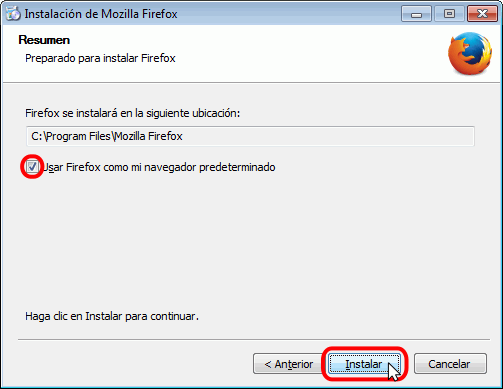 Instalación de Mozilla Firefox
Resumen
Preparado para instalar Firefox
Firefox se instalará en la siguiente ubicación:
C:\Program Files\Mozilla Firefox
Usar Firefox como mi navegador predeterminado
Haga clic en Instalar para continuar.
< Anterior
Instalar
Cancelar